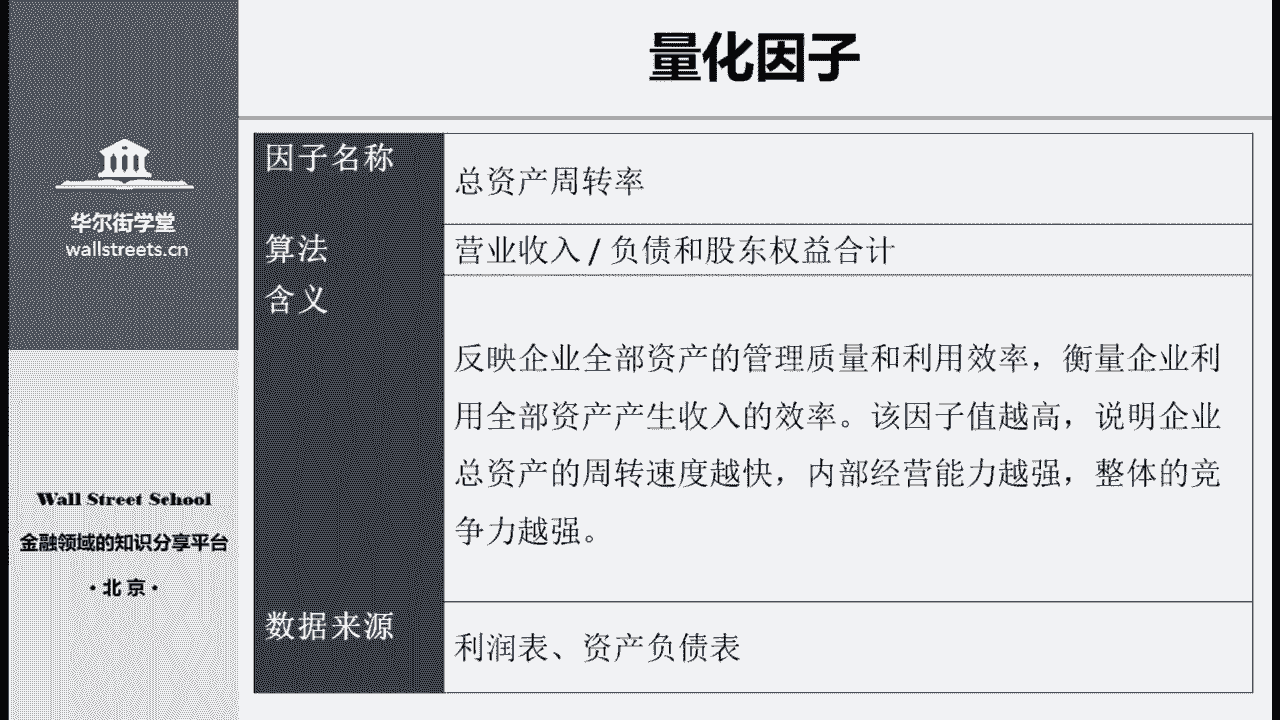 量化因子
华尔街学堂
wallstreets.cn
Wall Street School
金融领域的知识分享平台
·北京·
因子名称
总资产周转率
算法
营业收入 / 负债和股东权益合计
含义
反映企业全部资产的管理质量和利用效率，衡量企业利
用全部资产产生收入的效率。该因子值越高，说明企业
总资产的周转速度越快，内部经营能力越强，整体的竞
争力越强。
数据来源
利润表、资产负债表